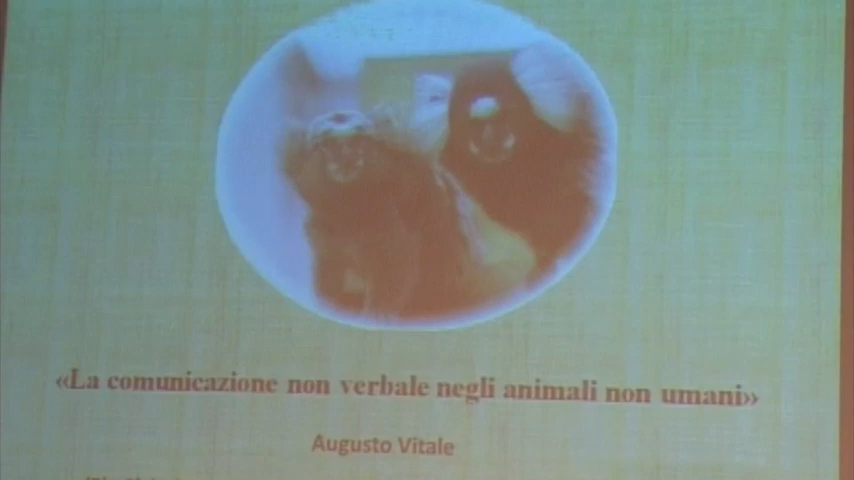 «La comunicazione non verbale negli animali non umani»
Augusto Vitale